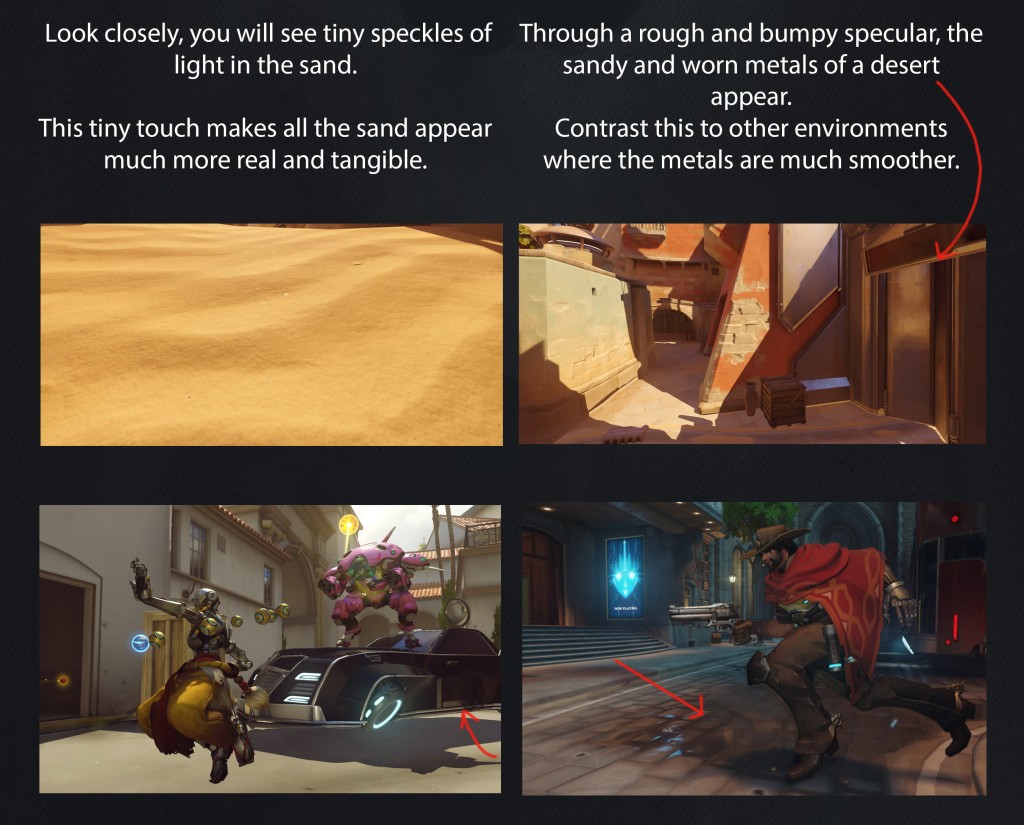 Look closely, you will see tiny speckles of
light in the sand.
This tiny touch makes all the sand appear
much more real and tangible.
Through a rough and bumpy specular, the
sandy and worn metals of a desert
appear.
Contrast this to other environments
where the metals are much smoother.
NOW PLAYING